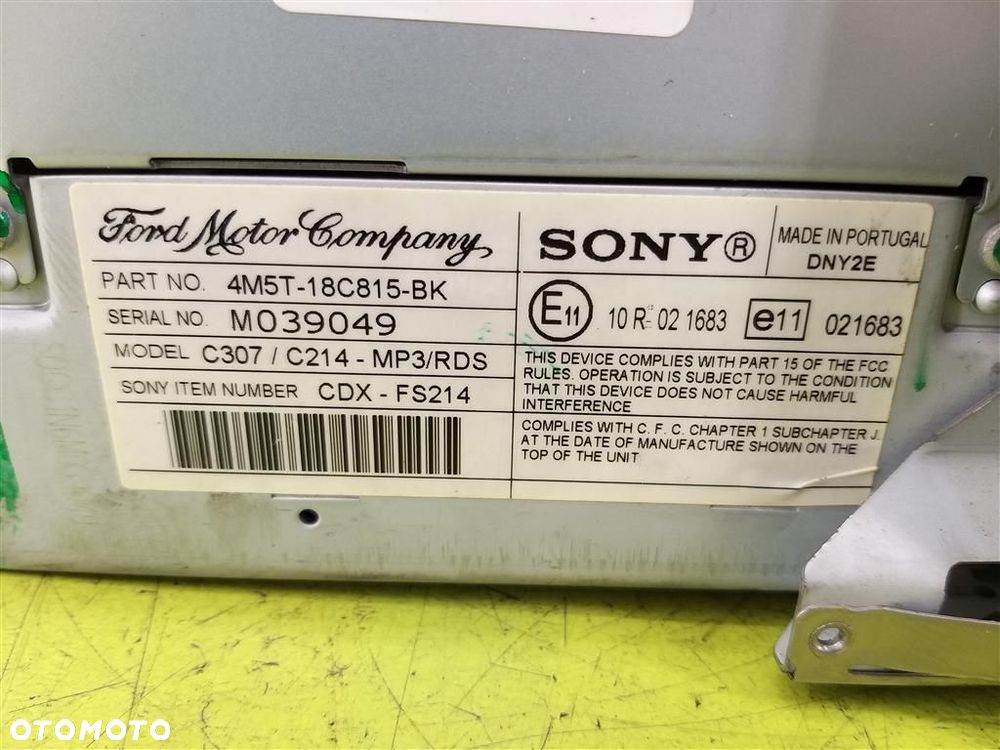 Ford Motor Company
PART NO. 4M5T-18C815-BK
SERIAL NO. M039049
MODEL C307 / C214 - MP3/RDS
SONY ITEM NUMBER CDX - FS214
SONY®
MADE IN PORTUGAL
DNY2E
E11 10 R- 02 1683 e11 021683
THIS DEVICE COMPLIES WITH PART 15 OF THE FCC
RULES. OPERATION IS SUBJECT TO THE CONDITION
THAT THIS DEVICE DOES NOT CAUSE HARMFUL
INTERFERENCE
COMPLIES WITH C. F. C. CHAPTER 1 SUBCHAPTER J.
AT THE DATE OF MANUFACTURE SHOWN ON THE
TOP OF THE UNIT
OTOMOTO